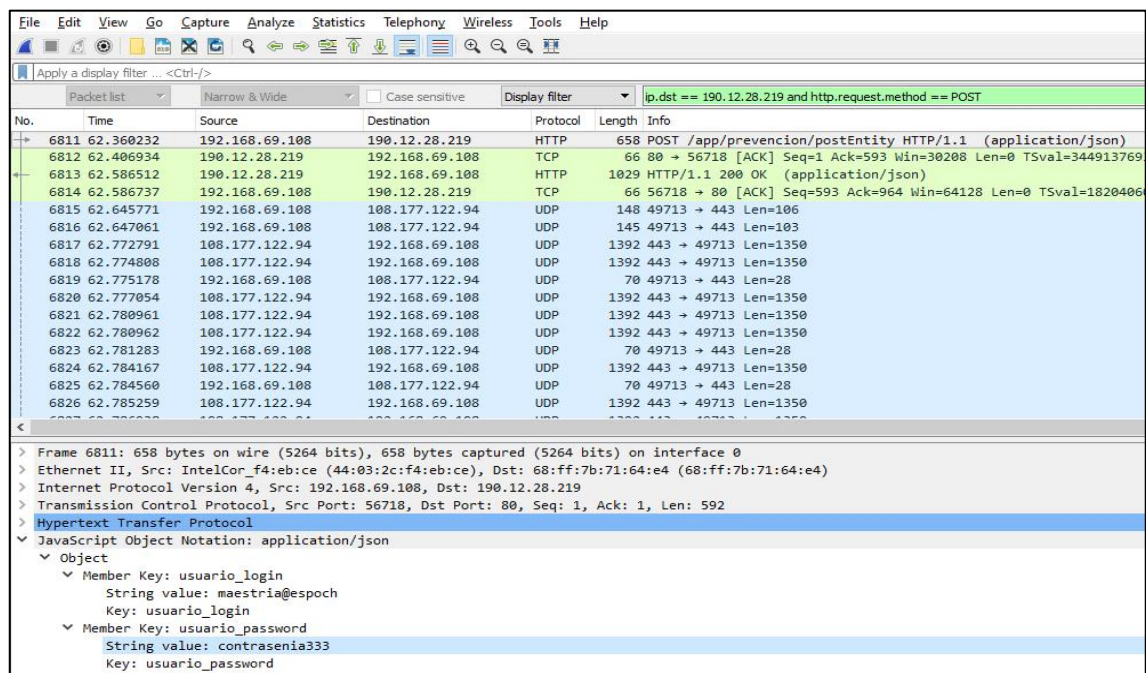 File Edit View Go Capture Analyze Statistics Telephony Wireless Tools Help
Apply a display filter ... <Ctrl-/>
Packet list Narrow & Wide Case sensitive Display filter ip.dst == 190.12.28.219 and http.request.method == POST
No. Time Source Destination Protocol Length Info
6811 62.360232 192.168.69.108 190.12.28.219 HTTP 658 POST /app/prevencion/postEntity HTTP/1.1 (application/json)
6812 62.406934 190.12.28.219 192.168.69.108 TCP 66 80 → 56718 [ACK] Seq=1 Ack=593 Win=30208 Len=0 TSval=344913769
6813 62.586512 190.12.28.219 192.168.69.108 HTTP 1029 HTTP/1.1 200 OK (application/json)
6814 62.586737 192.168.69.108 190.12.28.219 TCP 66 56718 → 80 [ACK] Seq=593 Ack=964 Win=64128 Len=0
6815 62.645771 192.168.69.108 108.177.122.94 UDP 148 49713 → 443 Len=106
6816 62.647061 192.168.69.108 108.177.122.94 UDP 145 49713 → 443 Len=103
6817 62.772791 108.177.122.94 192.168.69.108 UDP 1392 443 → 49713 Len=1350
6818 62.774808 108.177.122.94 192.168.69.108 UDP 1392 443 → 49713 Len=1350
6819 62.775178 192.168.69.108 108.177.122.94 UDP 70 49713 → 443 Len=28
6820 62.777054 108.177.122.94 192.168.69.108 UDP 1392 443 → 49713 Len=1350
6821 62.780961 108.177.122.94 192.168.69.108 UDP 1392 443 → 49713 Len=1350
6822 62.780962 108.177.122.94 192.168.69.108 UDP 1392 443 → 49713 Len=1350
6823 62.781283 192.168.69.108 108.177.122.94 UDP 70 49713 → 443 Len=28
6824 62.784167 108.177.122.94 192.168.69.108 UDP 1392 443 → 49713 Len=1350
6825 62.784560 192.168.69.108 108.177.122.94 UDP 70 49713 → 443 Len=28
6826 62.785259 108.177.122.94 192.168.69.108 UDP 1392 443 → 49713 Len=1350
Frame 6811: 658 bytes on wire (5264 bits), 658 bytes captured (5264 bits) on interface 0
Ethernet II, Src: IntelCor_f4:eb:ce (44:03:2c:f4:eb:ce), Dst: 68:ff:7b:71:64:e4 (68:ff:7b:71:64:e4)
Internet Protocol Version 4, Src: 192.168.69.108, Dst: 190.12.28.219
Transmission Control Protocol, Src Port: 56718, Dst Port: 80, Seq: 1, Ack: 1, Len: 592
Hypertext Transfer Protocol
JavaScript Object Notation: application/json
Object
Member Key: usuario_login
String value: maestria@espoch
Key: usuario_login
Member Key: usuario_password
String value: contrasenia333
Key: usuario_password